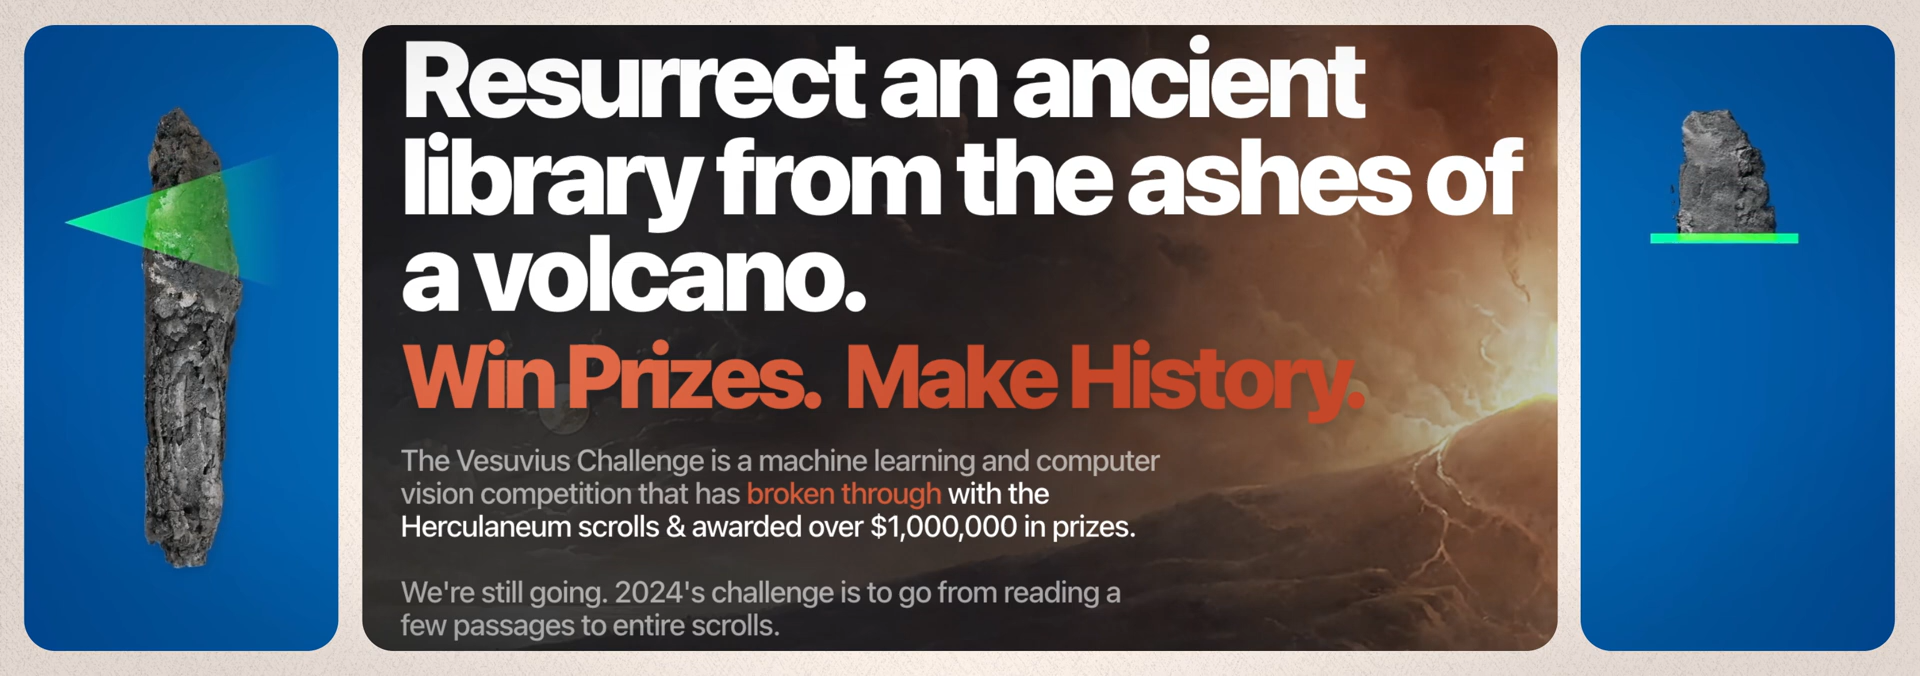 Resurrect an ancient
library from the ashes of
a volcano.
Win Prizes. Make History.
The Vesuvius Challenge is a machine learning and computer
vision competition that has broken through with the
Herculaneum scrolls & awarded over $1,000,000 in prizes.
We're still going. 2024's challenge is to go from reading a
few passages to entire scrolls.